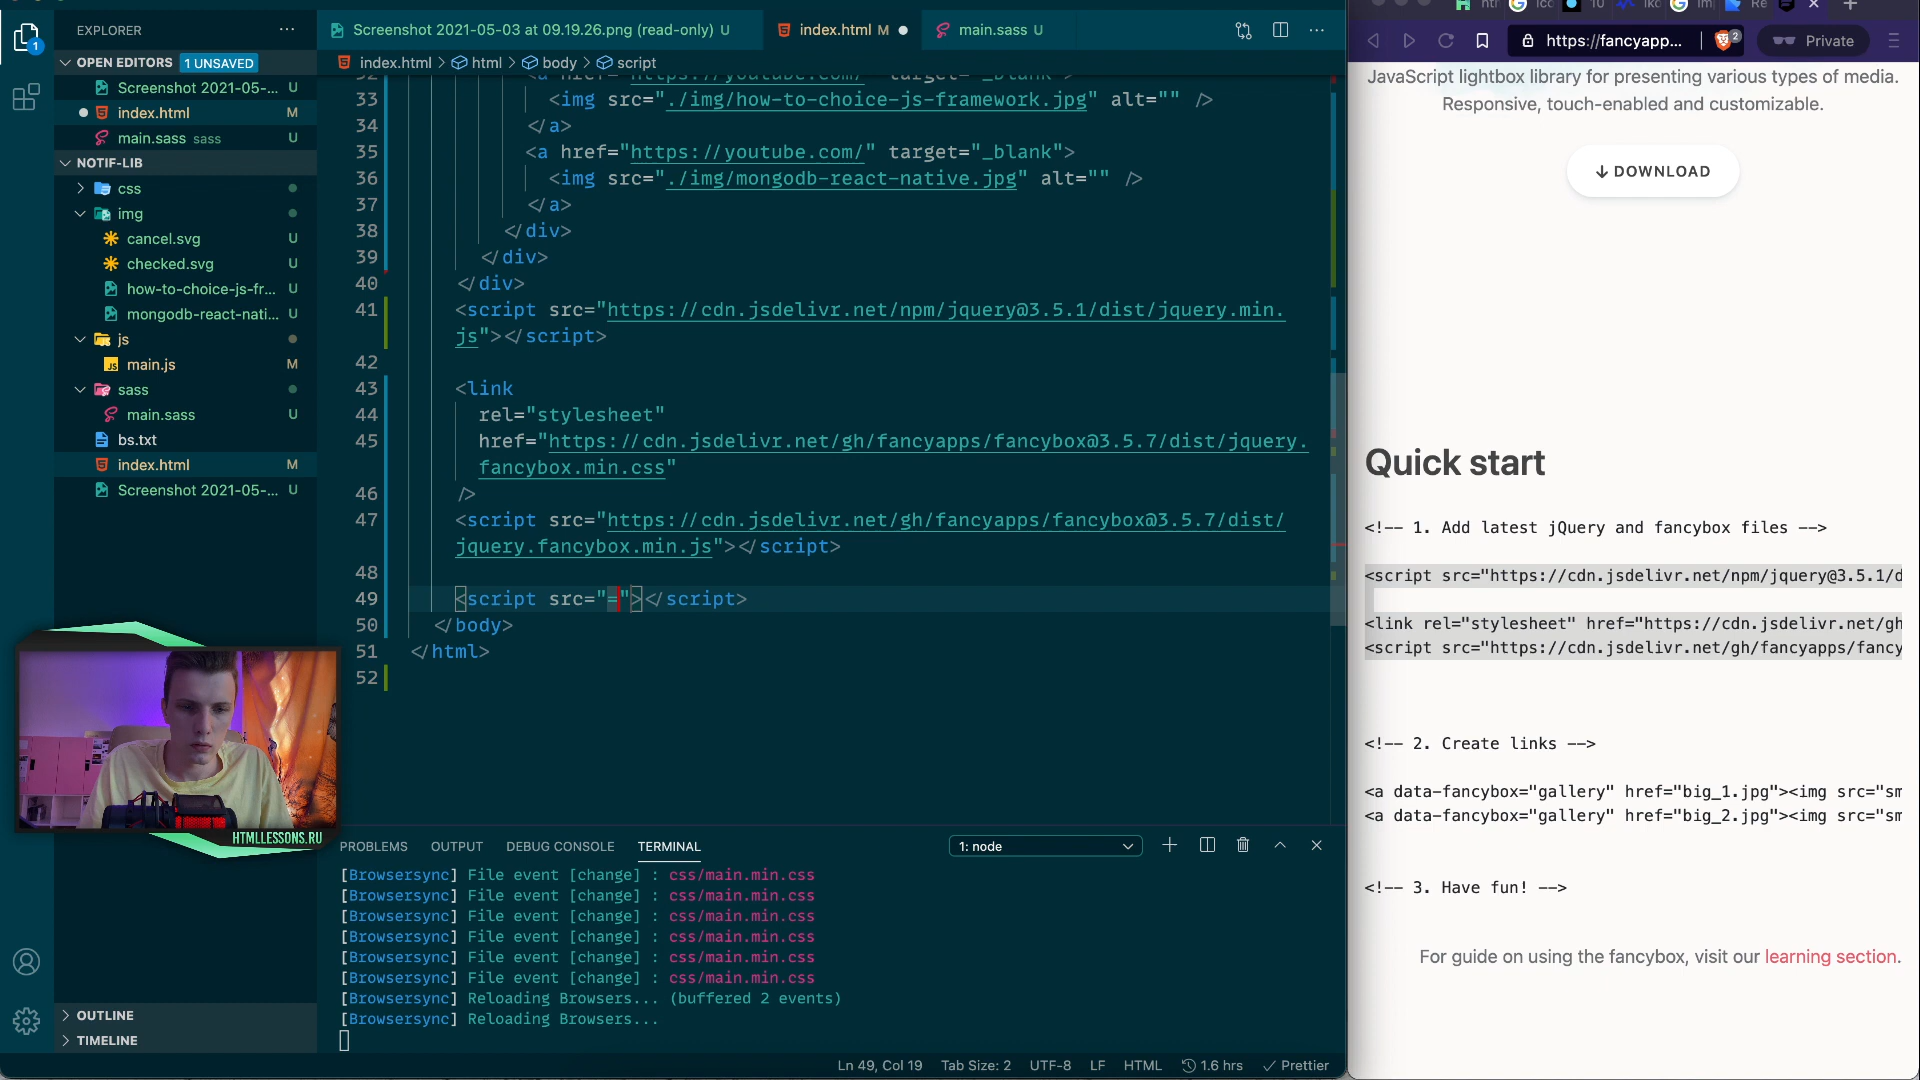 EXPLORER
OPEN EDITORS 1 UNSAVED
Screenshot 2021-05-... U
index.html M
main.sass sass U
NOTIF-LIB
css
img
cancel.svg U
checked.svg U
how-to-choice-js-fr... U
mongodb-react-nati... U
js
main.js M
sass
main.sass U
bs.txt
index.html M
Screenshot 2021-05-... U
OUTLINE
TIMELINE
HTMLLESSONS.RU
Screenshot 2021-05-03 at 09.19.26.png (read-only) U
index.html M
main.sass U
index.html > html > body > script
32 <a href="https://youtube.com/" target="_blank">
33 <img src="./img/how-to-choice-js-framework.jpg" alt="" />
34 </a>
35 <a href="https://youtube.com/" target="_blank">
36 <img src="./img/mongodb-react-native.jpg" alt="" />
37 </a>
38 </div>
39 </div>
40 </div>
41 <script src="https://cdn.jsdelivr.net/npm/jquery@3.5.1/dist/jquery.min.
js"></script>
42
43 <link
44 rel="stylesheet"
45 href="https://cdn.jsdelivr.net/gh/fancyapps/fancybox@3.5.7/dist/jquery.
fancybox.min.css"
46 />
47 <script src="https://cdn.jsdelivr.net/gh/fancyapps/fancybox@3.5.7/dist/
jquery.fancybox.min.js"></script>
48
49 <script src="="></script>
50 </body>
51 </html>
52
PROBLEMS OUTPUT DEBUG CONSOLE TERMINAL 1: node
[Browsersync] File event [change] : css/main.min.css
[Browsersync] File event [change] : css/main.min.css
[Browsersync] File event [change] : css/main.min.css
[Browsersync] File event [change] : css/main.min.css
[Browsersync] File event [change] : css/main.min.css
[Browsersync] File event [change] : css/main.min.css
[Browsersync] Reloading Browsers... (buffered 2 events)
[Browsersync] Reloading Browsers...
Ln 49, Col 19 Tab Size: 2 UTF-8 LF HTML 1.6 hrs Prettier
https://fancyapp... 2 Private
JavaScript lightbox library for presenting various types of media.
Responsive, touch-enabled and customizable.
DOWNLOAD
Quick start
<!-- 1. Add latest jQuery and fancybox files -->
<script src="https://cdn.jsdelivr.net/npm/jquery@3.5.1/d
<link rel="stylesheet" href="https://cdn.jsdelivr.net/gh
<script src="https://cdn.jsdelivr.net/gh/fancyapps/fancy
<!-- 2. Create links -->
<a data-fancybox="gallery" href="big_1.jpg"><img src="sm
<a data-fancybox="gallery" href="big_2.jpg"><img src="sm
<!-- 3. Have fun! -->
For guide on using the fancybox, visit our learning section.